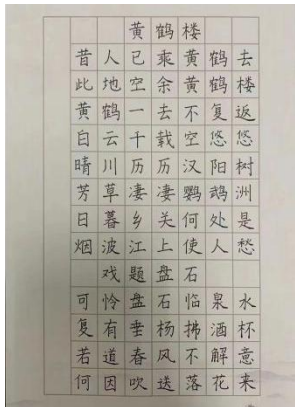 黄鹤楼
昔人已乘黄鹤去
此地空余黄鹤楼
黄鹤一去不复返
白云千载空悠悠
晴川历历汉阳树
芳草凄凄鹦鹉洲
日暮乡关何处是
烟波江上使人愁
戏题盘石
可怜盘石临泉水
复有垂杨拂酒杯
若道春风不解意
何因吹送落花来